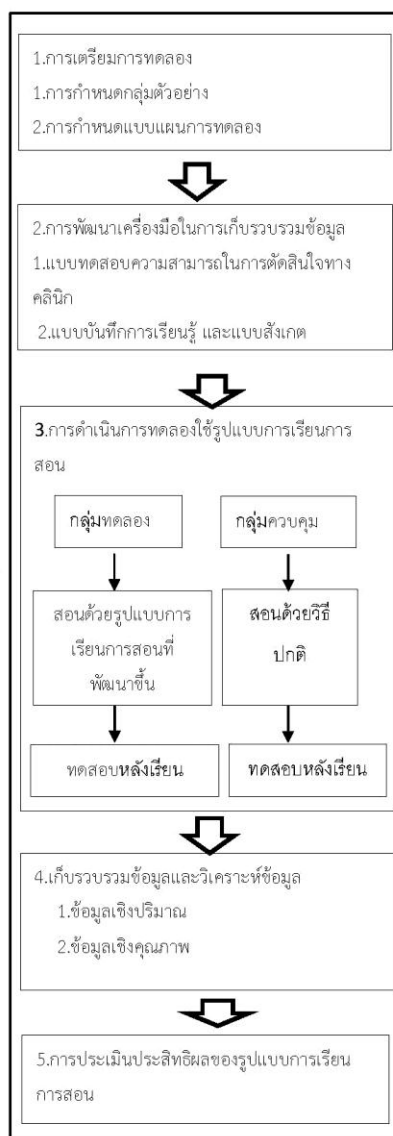 1.การเตรียมการทดลอง
1.การกำหนดกลุ่มตัวอย่าง
2.การกำหนดแบบแผนการทดลอง
2.การพัฒนาเครื่องมือในการเก็บรวบรวมข้อมูล
1.แบบทดสอบความสามารถในการตัดสินใจทาง
คลินิก
2.แบบบันทึกการเรียนรู้ และแบบสังเกต
3.การดำเนินการทดลองใช้รูปแบบการเรียนการ
สอน
กลุ่มทดลอง
กลุ่มควบคุม
สอนด้วยรูปแบบการ
เรียนการสอนที่
พัฒนาขึ้น
สอนด้วยวิธี
ปกติ
ทดสอบหลังเรียน
ทดสอบหลังเรียน
4.เก็บรวบรวมข้อมูลและวิเคราะห์ข้อมูล
1.ข้อมูลเชิงปริมาณ
2.ข้อมูลเชิงคุณภาพ
5.การประเมินประสิทธิผลของรูปแบบการเรียน
การสอน